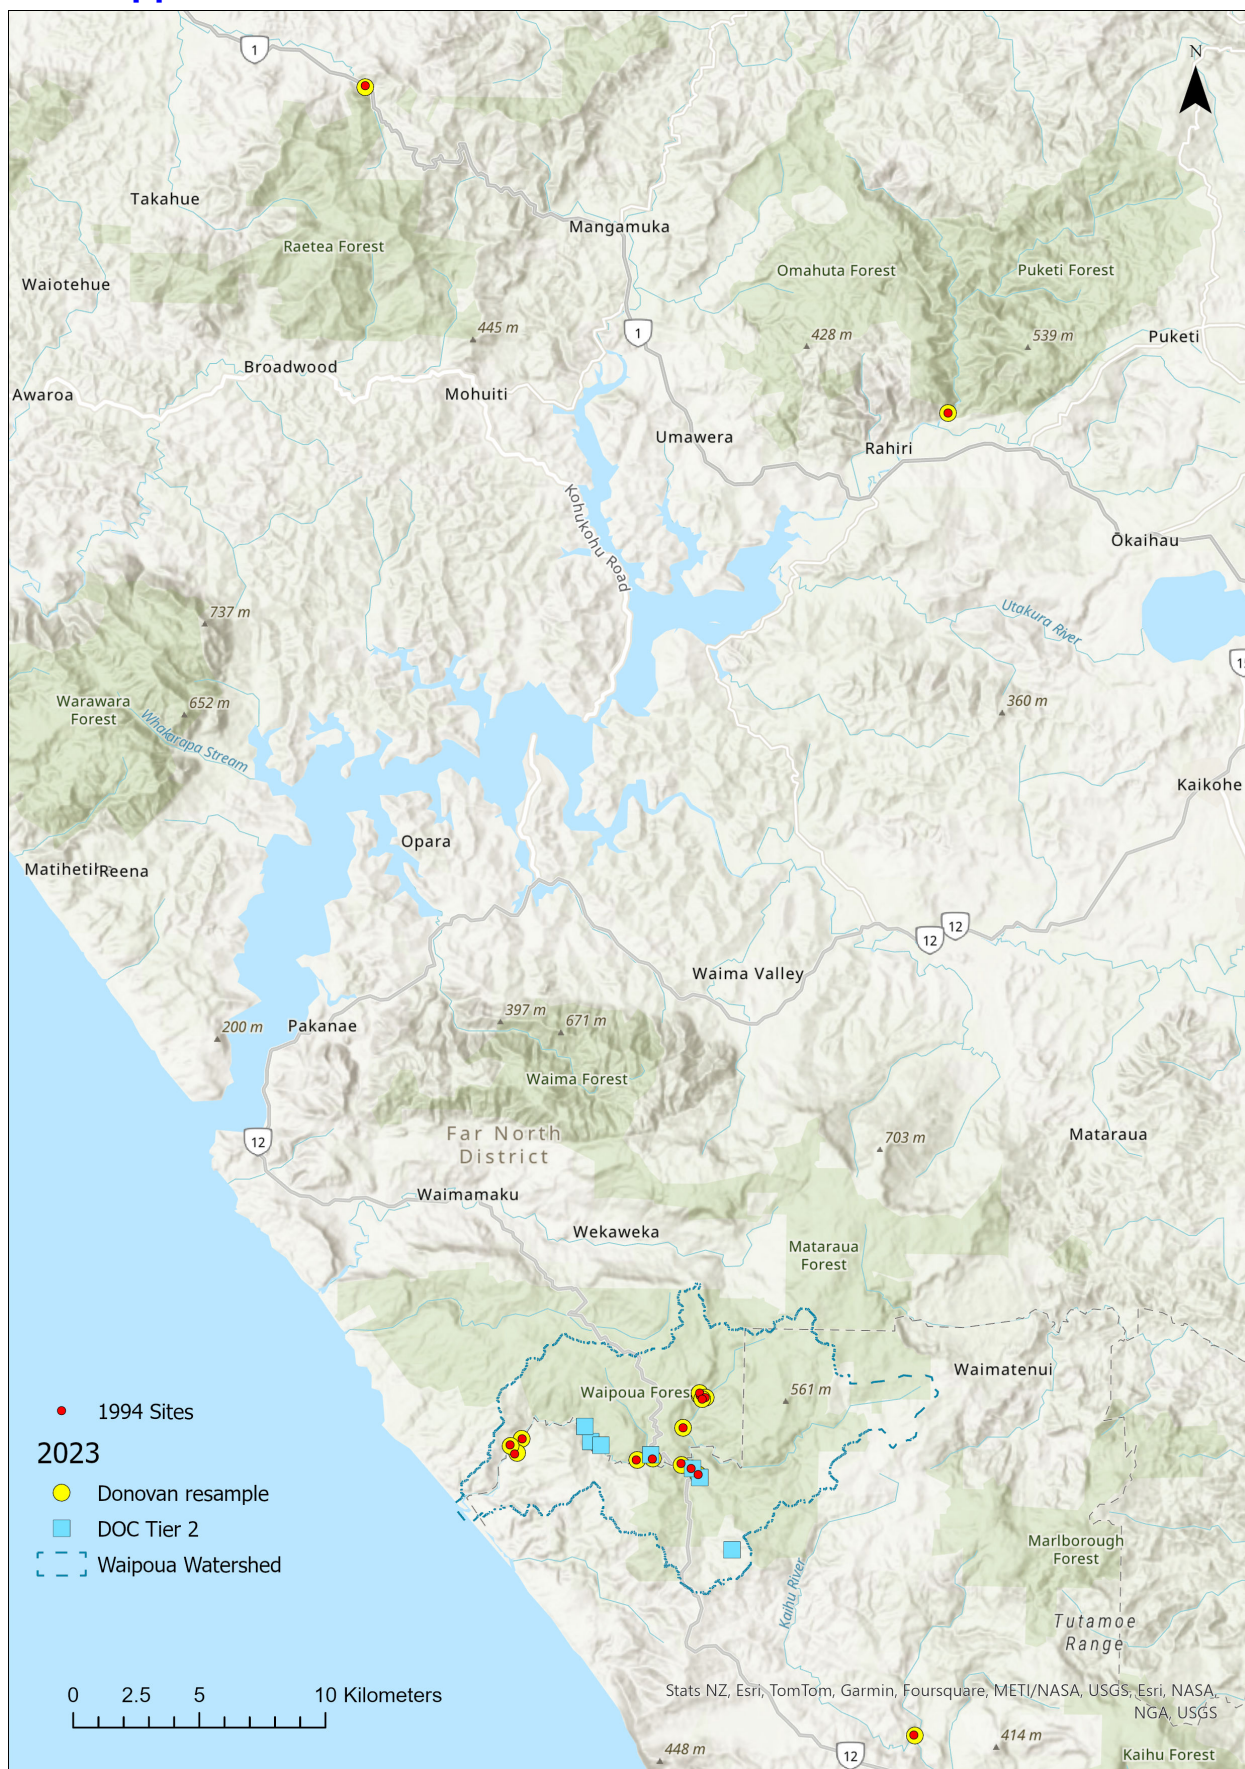 1
N
Takahue
Mangamuka
Raetea Forest
Omahuta Forest
Puketi Forest
Waiotehue
445 m
1
428 m
539 m
Puketi
Broadwood
Awaroa
Mohuiti
Umawera
Rahiri
Kohukohu Road
Ōkaihau
737 m
Utakura River
Warawara
Forest
652 m
Whakarapa Stream
360 m
Kaikohe
Opara
Reena
12
12
Waima Valley
397 m
671 m
200 m
Pakanae
Waima Forest
Far North
District
12
703 m
Mataraua
Waimamaku
Wekaweka
Mataraua
Forest
Waimatenui
561 m
1994 Sites
2023
Donovan resample
DOC Tier 2
Waipoua Watershed
Marlborough
Forest
Kaihu River
Tutamoe
Range
0 2.5 5 10 Kilometers
Stats NZ, Esri, TomTom, Garmin, Foursquare, METI/NASA, USGS, Esri, NASA,
NGA, USGS
448 m
12
414 m
Kaihu Forest